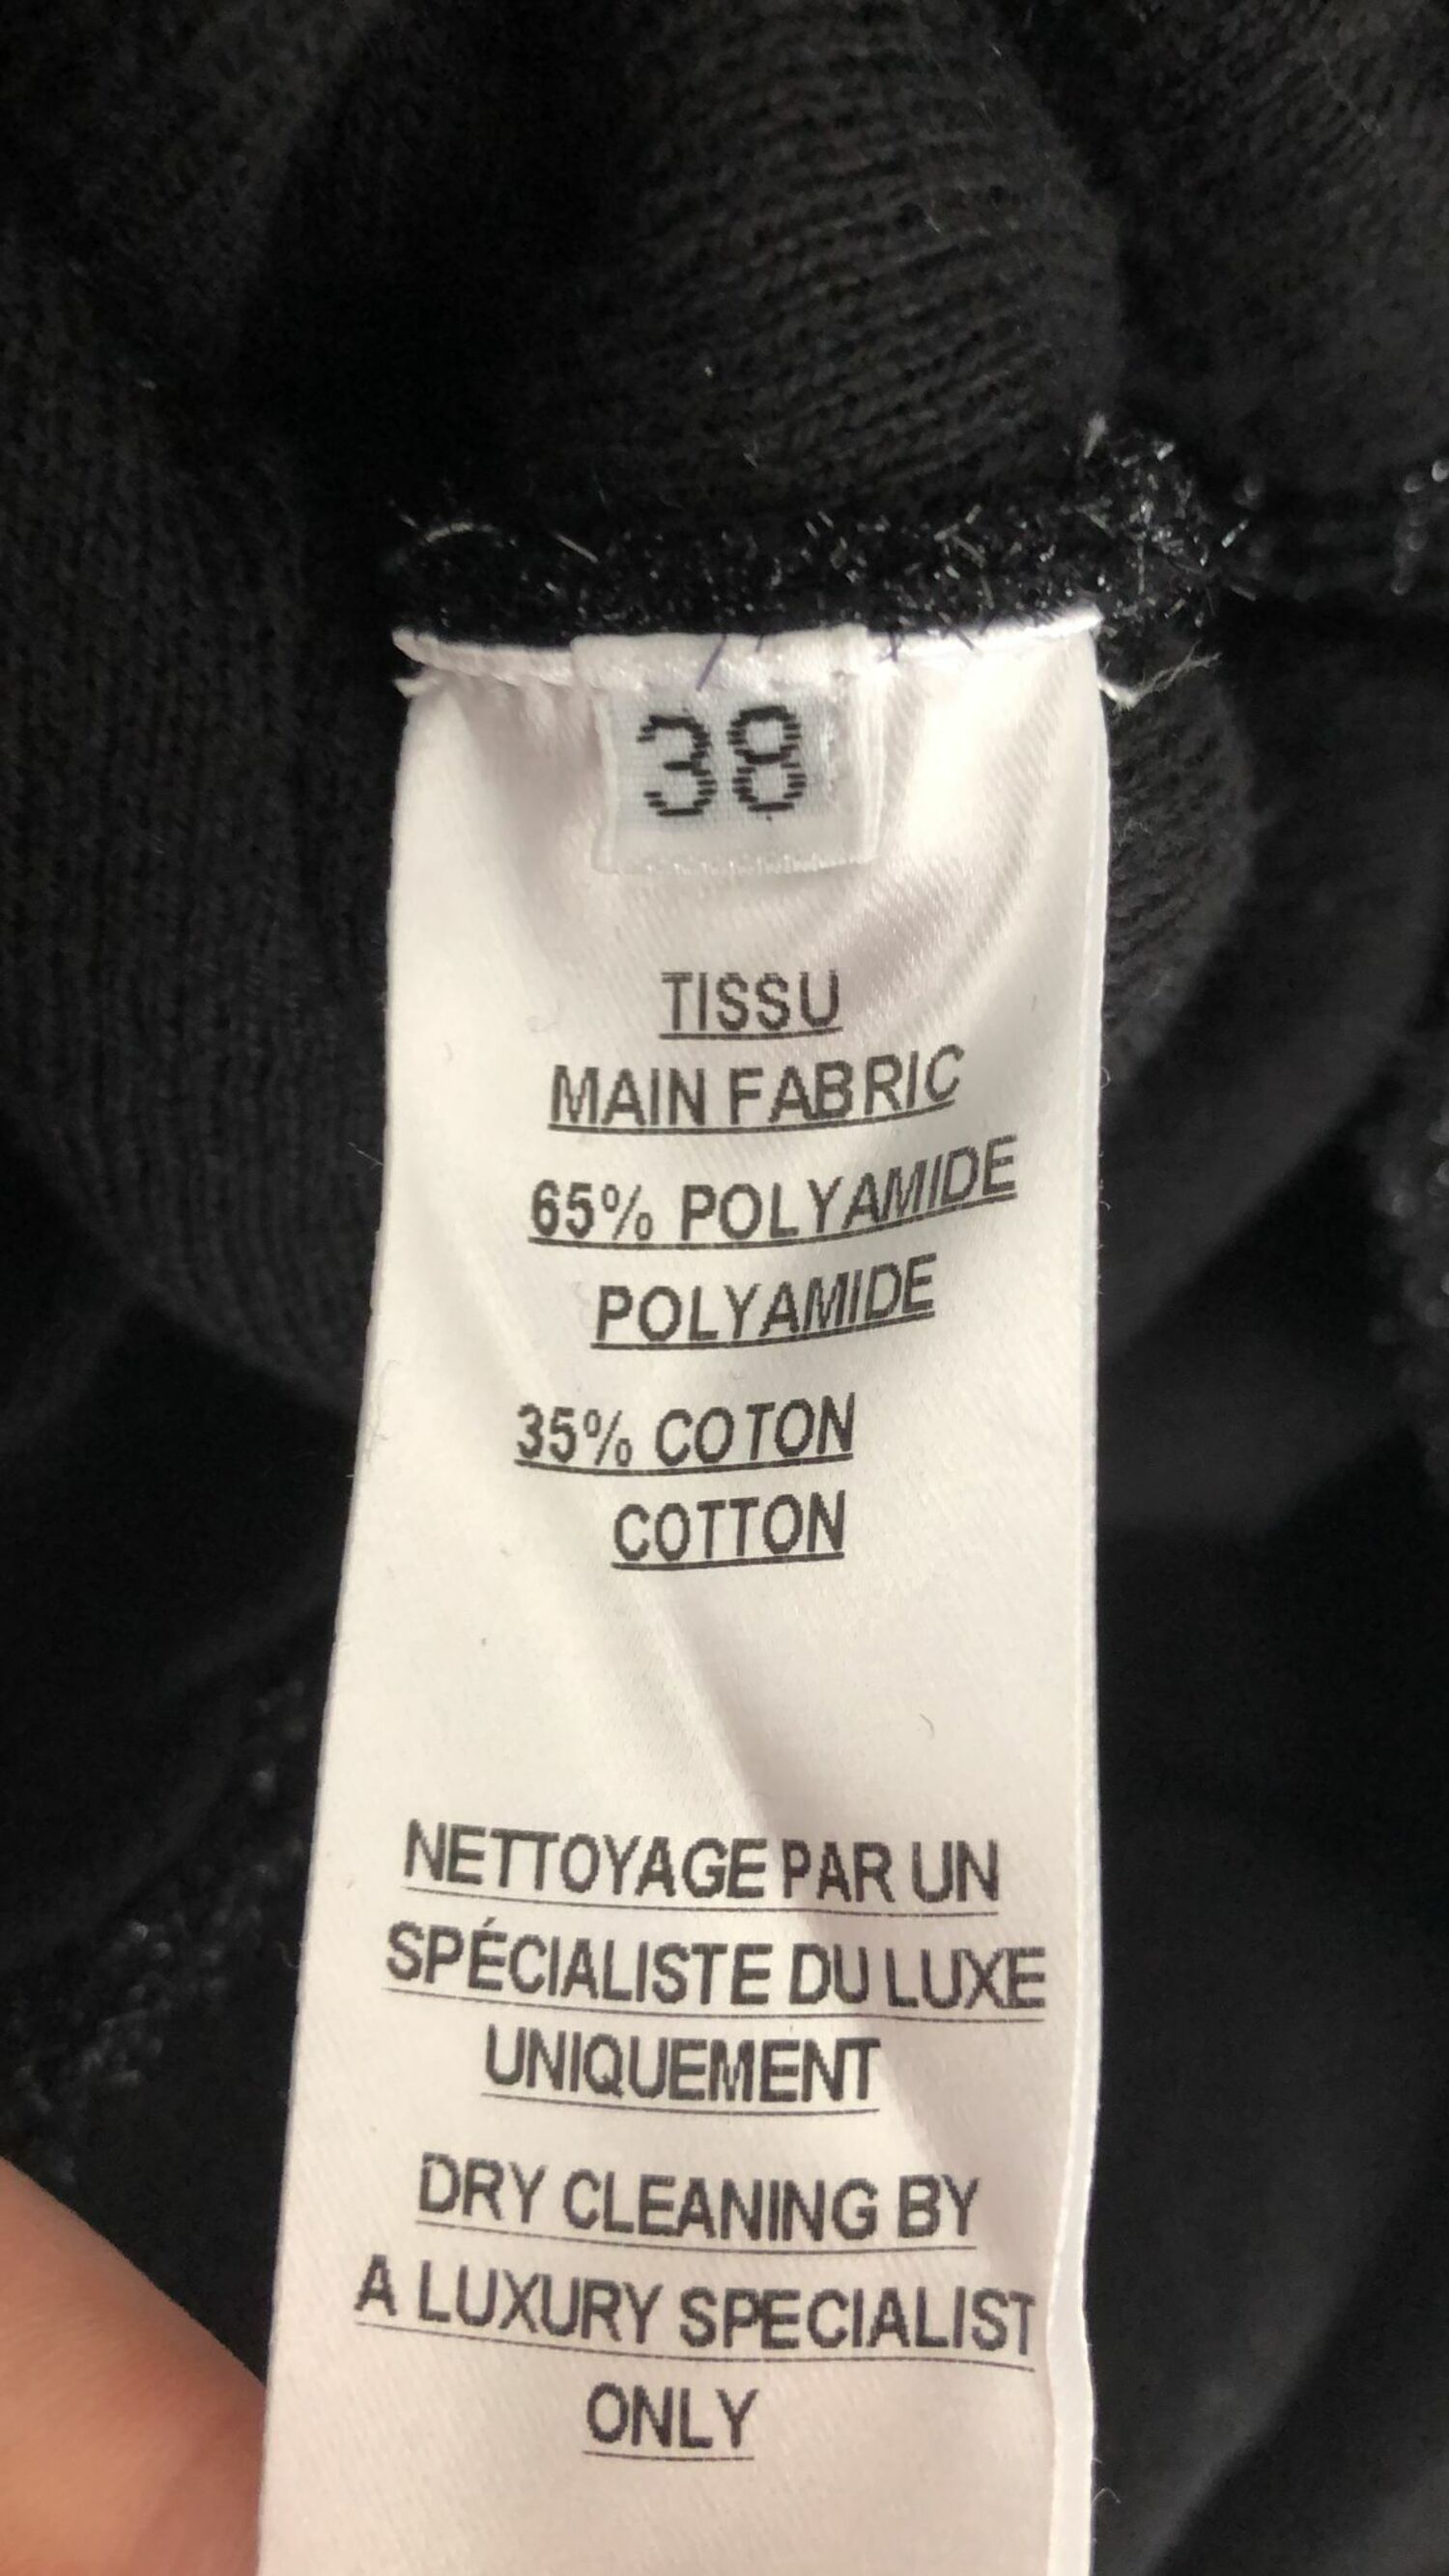 38
TISSU
MAIN FABRIC
65% POLYAMIDE
POLYAMIDE
35% COTON
COTTON
NETTOYAGE PAR UN
SPÉCIALISTE DU LUXE
UNIQUEMENT
DRY CLEANING BY
A LUXURY SPECIALIST
ONLY